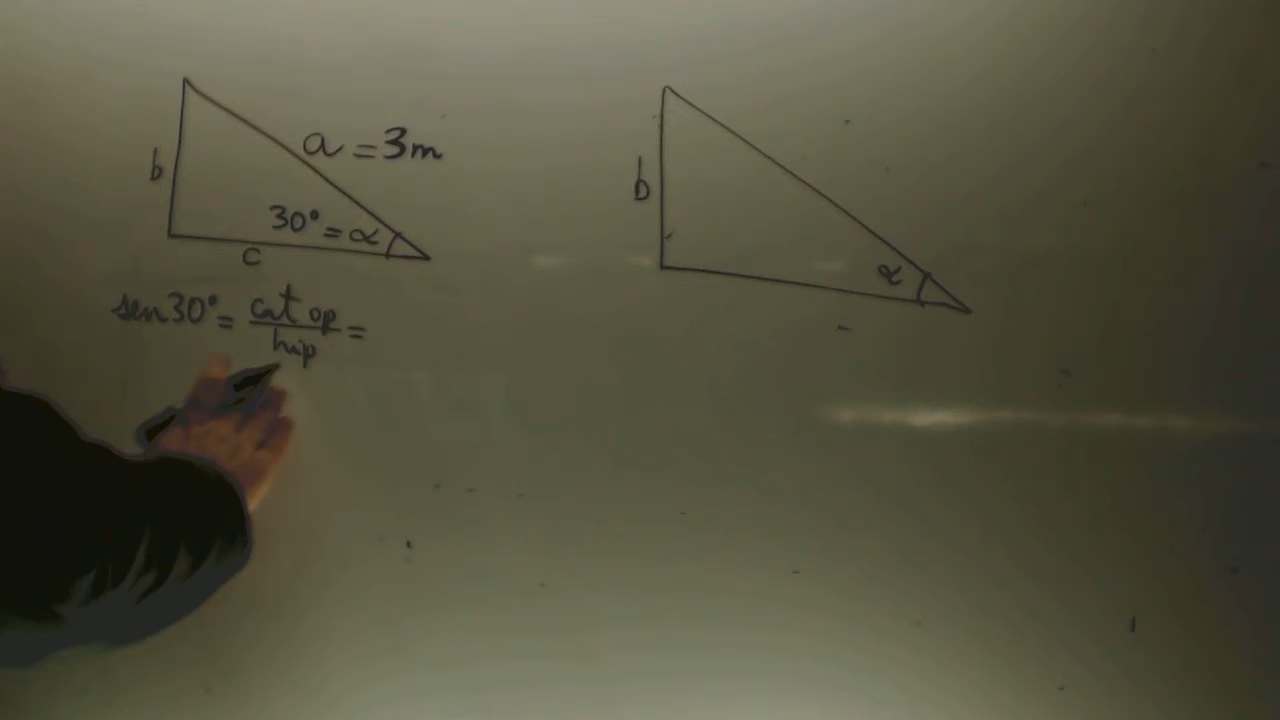 a = 3m
b
30° = α
c
sen 30° = cat op / hip =
b
α